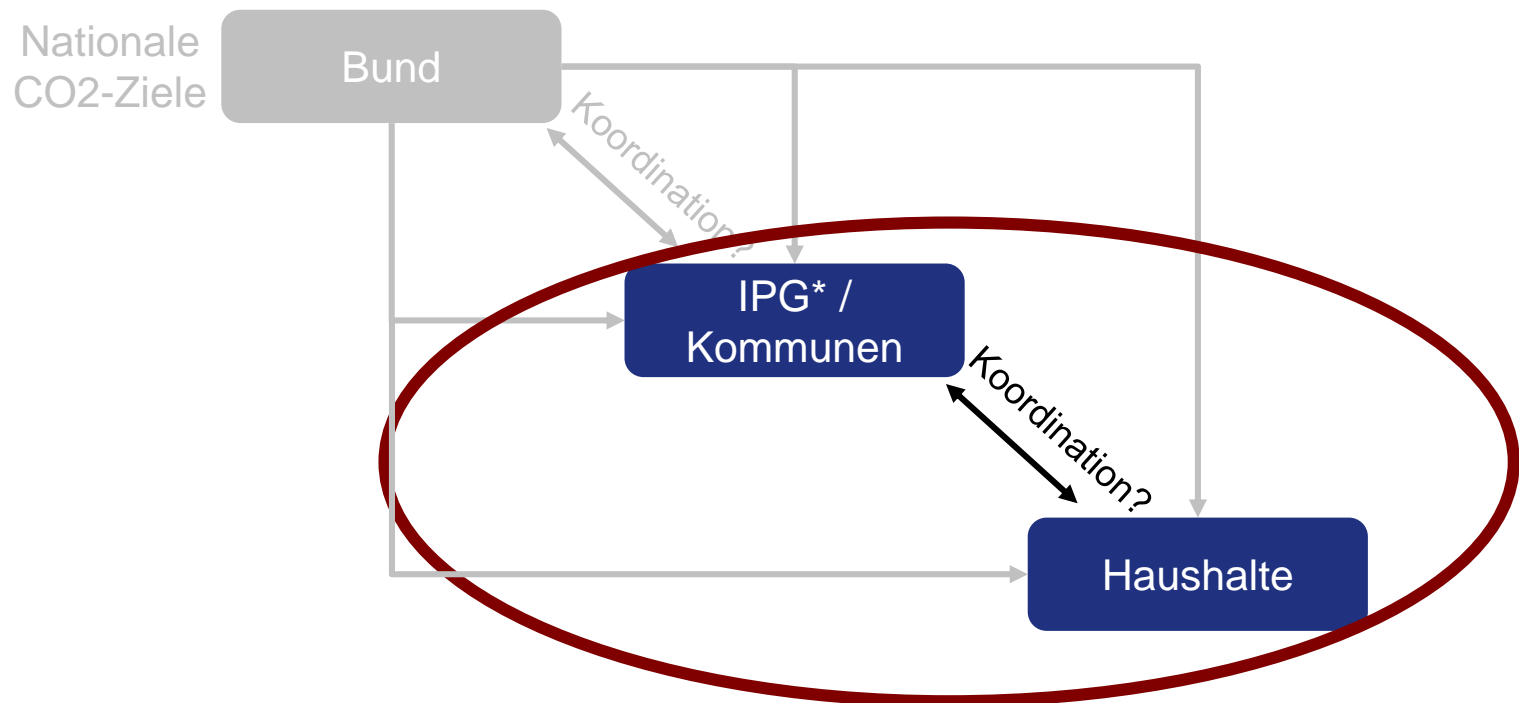 Nationale
CO2-Ziele
Bund
Koordination?
IPG* /
Kommunen
Koordination?
Haushalte